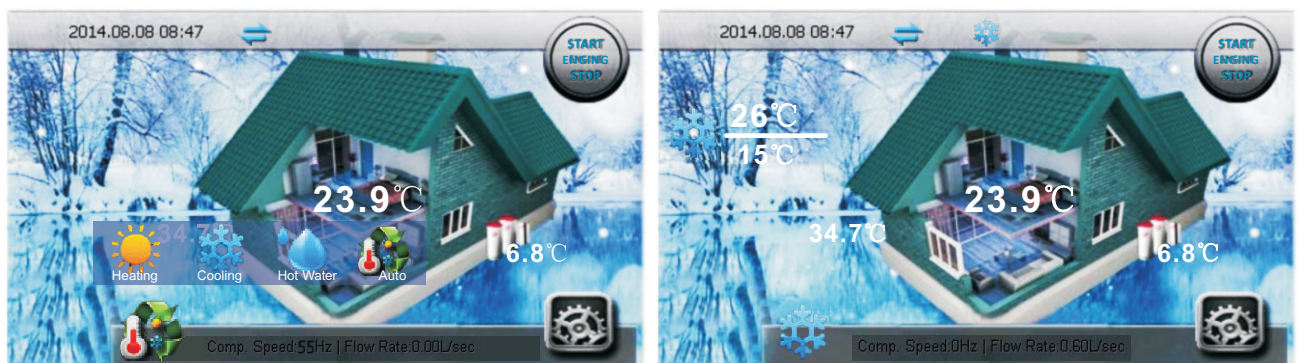 2014.08.08 08:47
START
ENGING
STOP
23.9℃
34.7℃
6.8℃
Heating Cooling Hot Water Auto
Comp. Speed:55Hz | Flow Rate:0.00L/sec
2014.08.08 08:47
START
ENGING
STOP
26℃
15℃
23.9℃
34.7℃
6.8℃
Comp. Speed:0Hz | Flow Rate:0.60L/sec